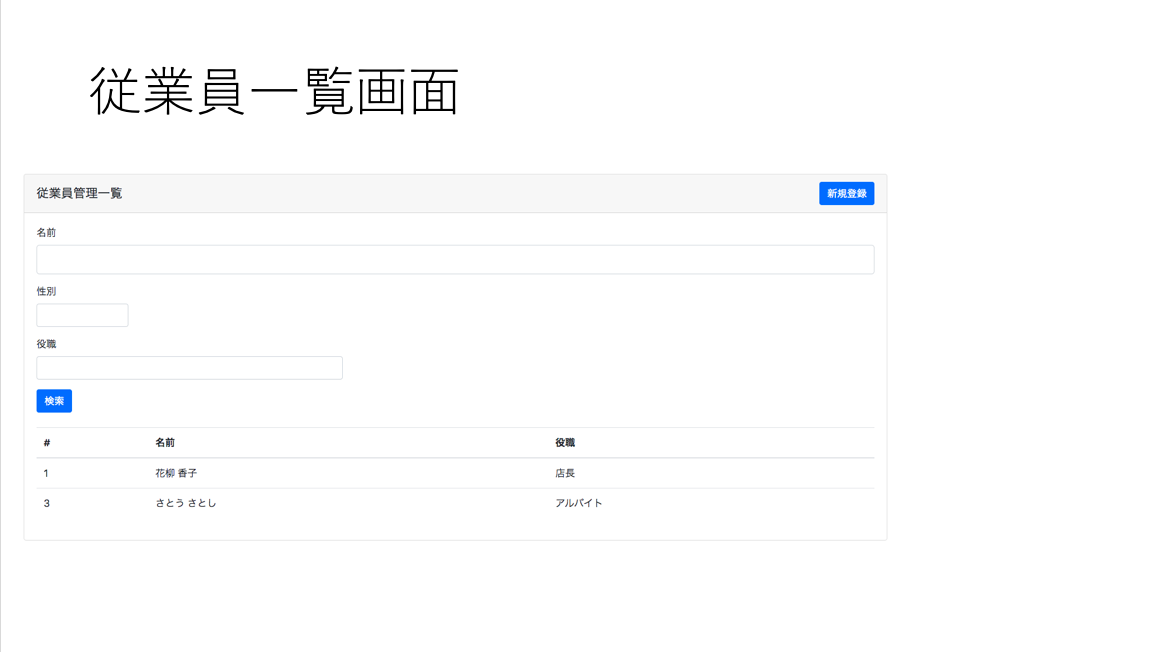 従業員一覧画面
従業員管理一覧 新規登録
名前
性別
役職
検索
# 名前 役職
1 花柳 香子 店長
3 さとう さとし アルバイト